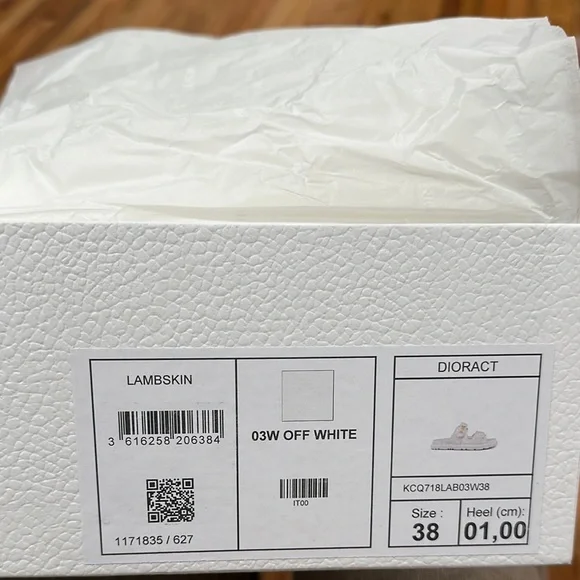 LAMBSKIN
3 616258 206384
1171835 / 627
03W OFF WHITE
IT00
DIORACT
KCQ718LAB03W38
Size : 38
Heel (cm): 01,00